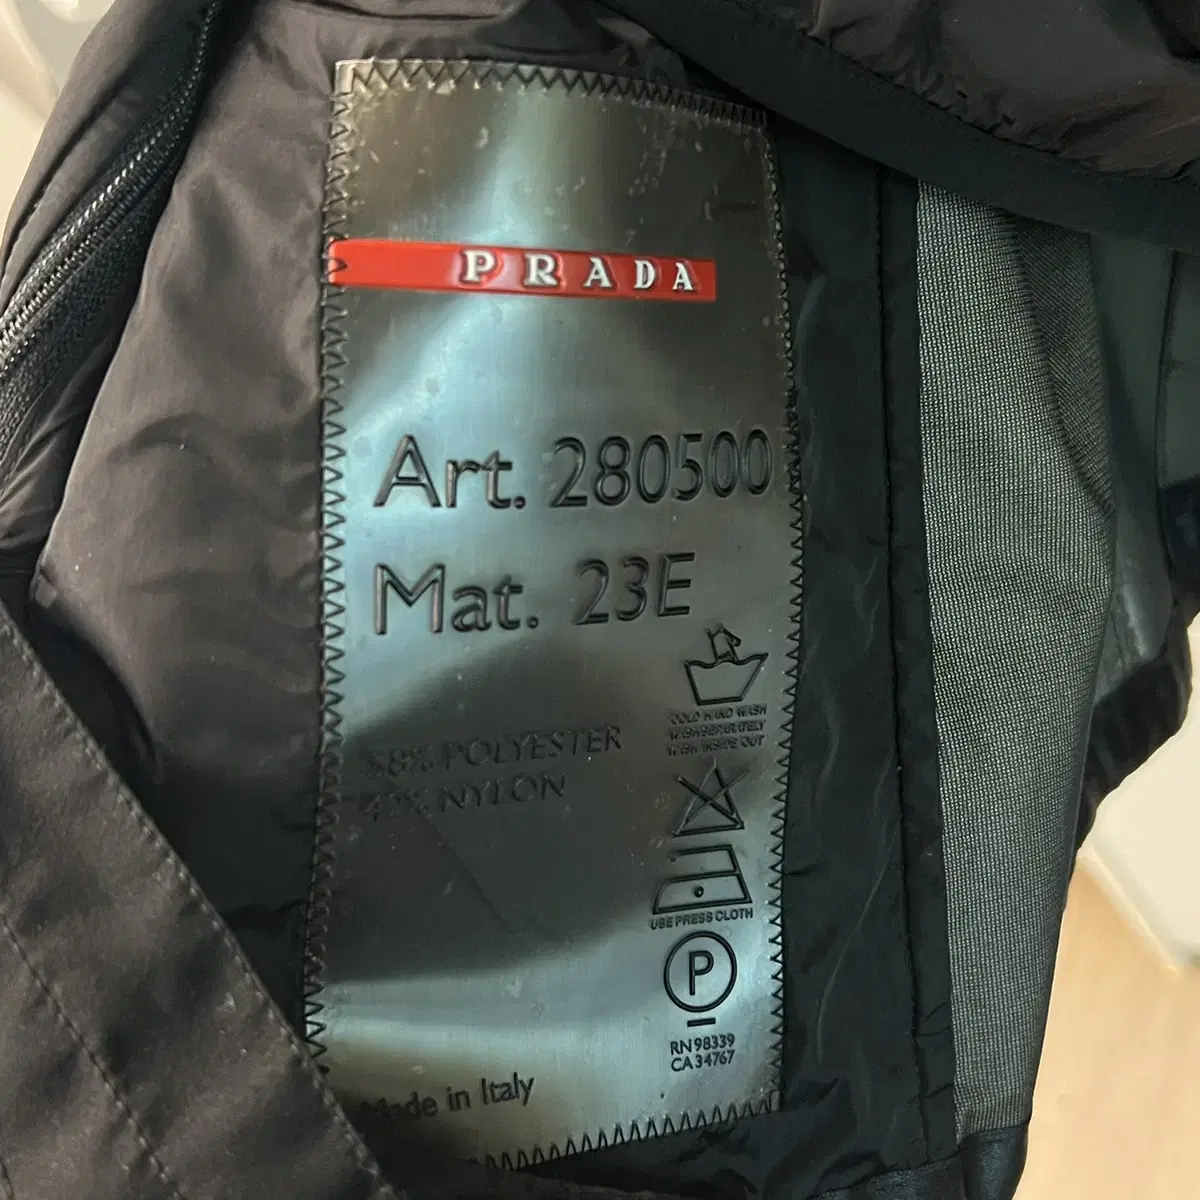 PRADA
Art. 280500
Mat. 23E
COLD HAND WASH
WASH SEPARATELY
WASH INSIDE OUT
58% POLYESTER
42% NYLON
USE PRESS CLOTH
P
RN 98339
CA 34767
Made in Italy